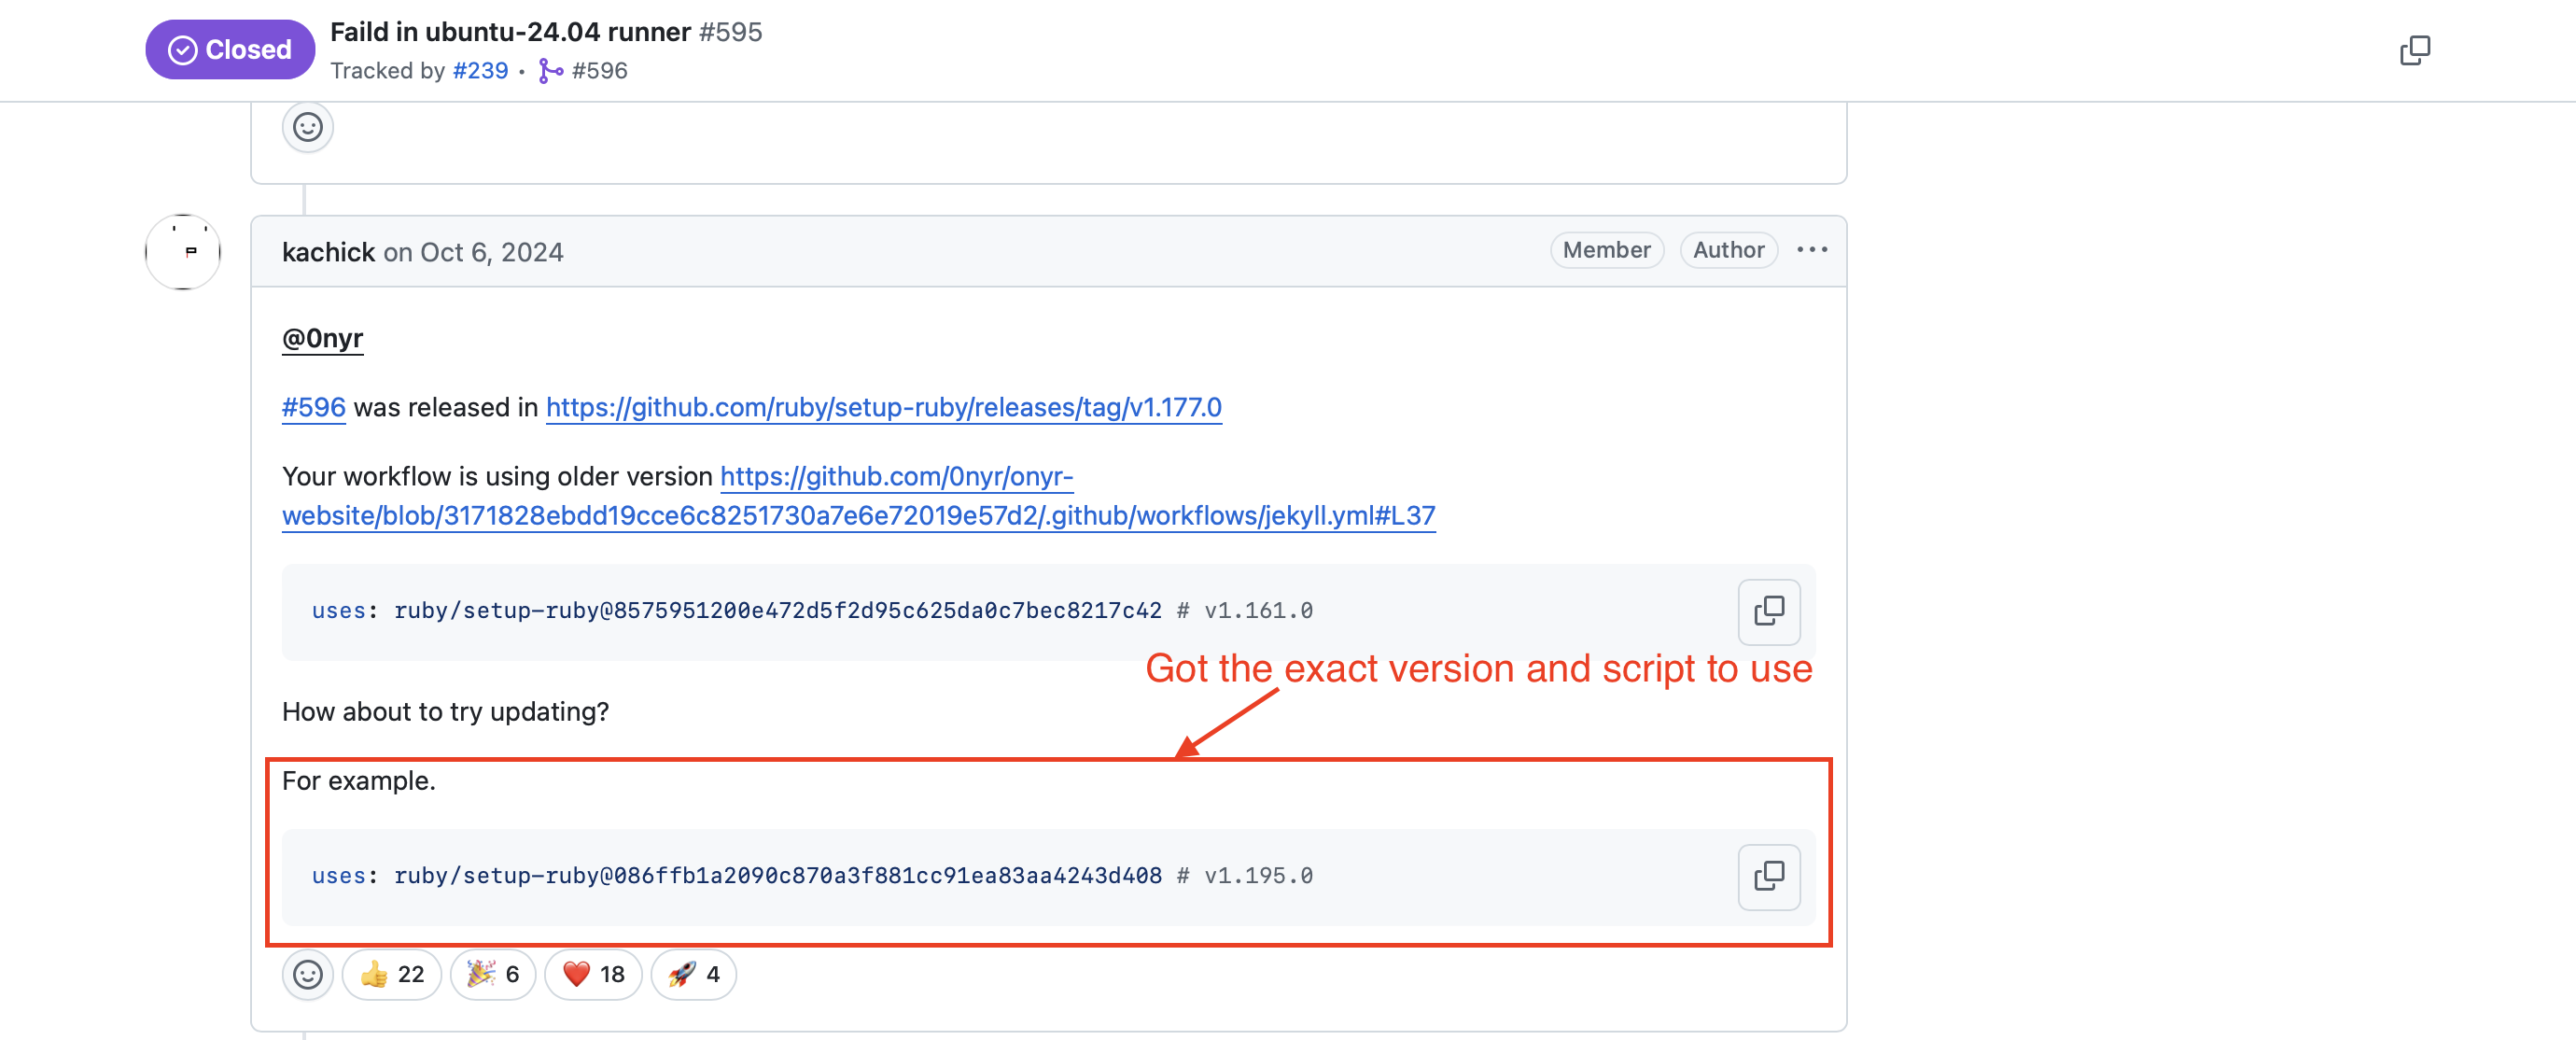 Closed
Faild in ubuntu-24.04 runner #595
Tracked by #239 • #596
kachick on Oct 6, 2024
Member
Author
@0nyr
#596 was released in https://github.com/ruby/setup-ruby/releases/tag/v1.177.0
Your workflow is using older version https://github.com/0nyr/onyr-
website/blob/3171828ebdd19cce6c8251730a7e6e72019e57d2/.github/workflows/jekyll.yml#L37
uses: ruby/setup-ruby@8575951200e472d5f2d95c625da0c7bec8217c42 # v1.161.0
Got the exact version and script to use
How about to try updating?
For example.
uses: ruby/setup-ruby@086ffb1a2090c870a3f881cc91ea83aa4243d408 # v1.195.0
👍 22 🎉 6 ❤️ 18 🚀 4